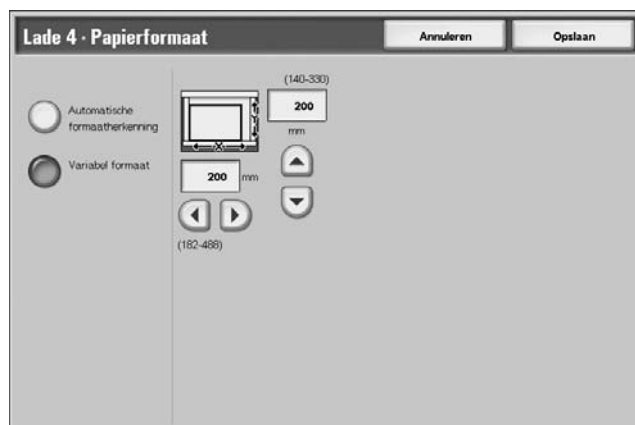 Lade 4 · Papierformaat
Annuleren
Opslaan
Automatische
formaatherkenning
Variabel formaat
(140-330)
200
mm
X
200 mm
(182-488)